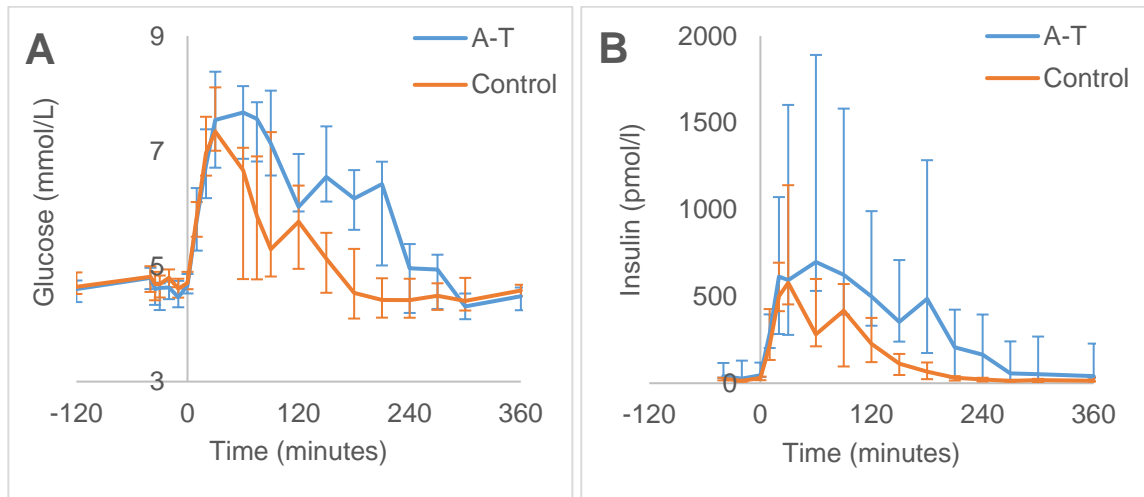 A
A-T
Control
Glucose (mmol/L)
9
7
5
3
-120
0
120
240
360
Time (minutes)
B
A-T
Control
Insulin (pmol/l)
2000
1500
1000
500
0
-120
0
120
240
360
Time (minutes)